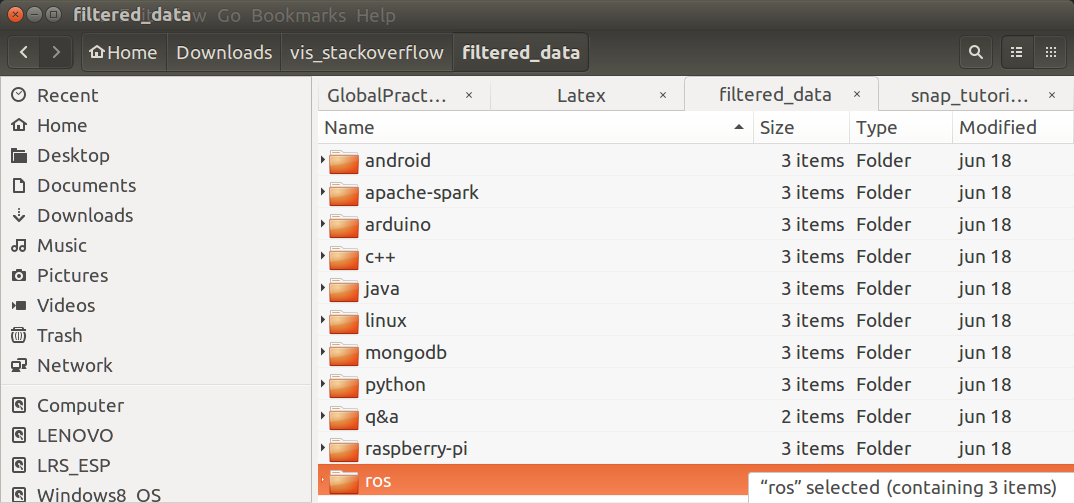 filtered_data Go Bookmarks Help
Home Downloads vis_stackoverflow filtered_data
GlobalPract... × Latex × filtered_data × snap_tutori... ×
Name Size Type Modified
Recent
Home
Desktop
Documents
Downloads
Music
Pictures
Videos
Trash
Network
Computer
LENOVO
LRS_ESP
Windows8_OS
android 3 items Folder jun 18
apache-spark 3 items Folder jun 18
arduino 3 items Folder jun 18
c++ 3 items Folder jun 18
java 3 items Folder jun 18
linux 3 items Folder jun 18
mongodb 3 items Folder jun 18
python 3 items Folder jun 18
q&a 2 items Folder jun 18
raspberry-pi 3 items Folder jun 18
ros
“ros” selected (containing 3 items)